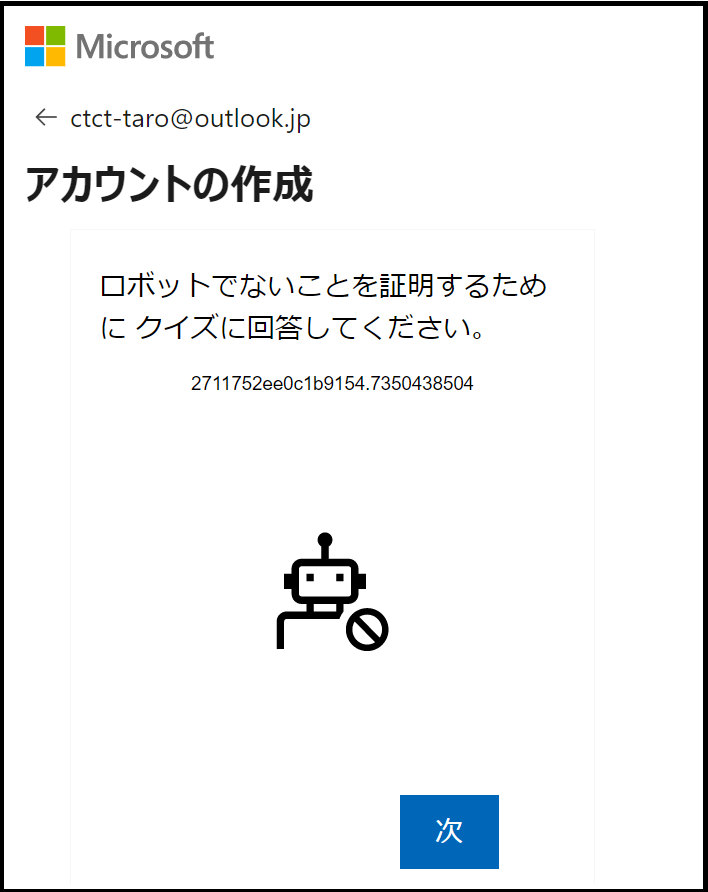 Microsoft
← ctct-taro@outlook.jp
アカウントの作成
ロボットでないことを証明するため
に クイズに回答してください。
2711752ee0c1b9154.7350438504
次